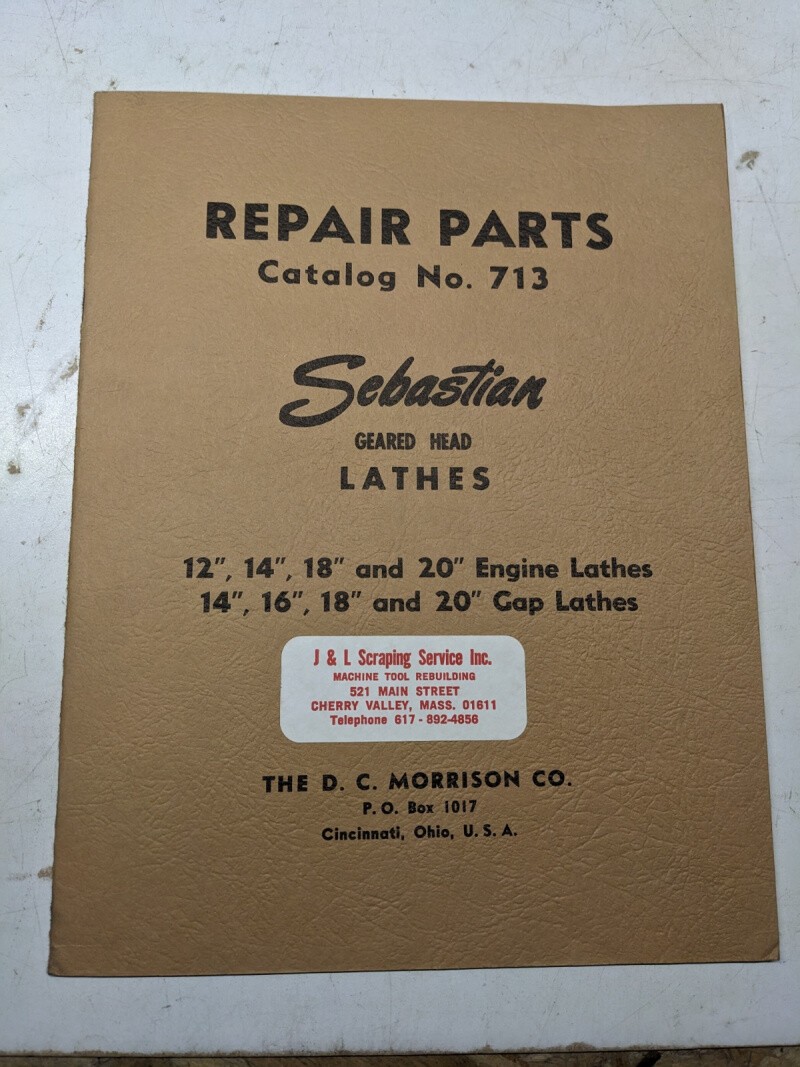 REPAIR PARTS
Catalog No. 713
Sebastian
GEARED HEAD
LATHES
12", 14", 18" and 20" Engine Lathes
14", 16", 18" and 20" Gap Lathes
J & L Scraping Service Inc.
MACHINE TOOL REBUILDING
521 MAIN STREET
CHERRY VALLEY, MASS. 01611
Telephone 617 - 892-4856
THE D. C. MORRISON CO.
P. O. Box 1017
Cincinnati, Ohio, U. S. A.